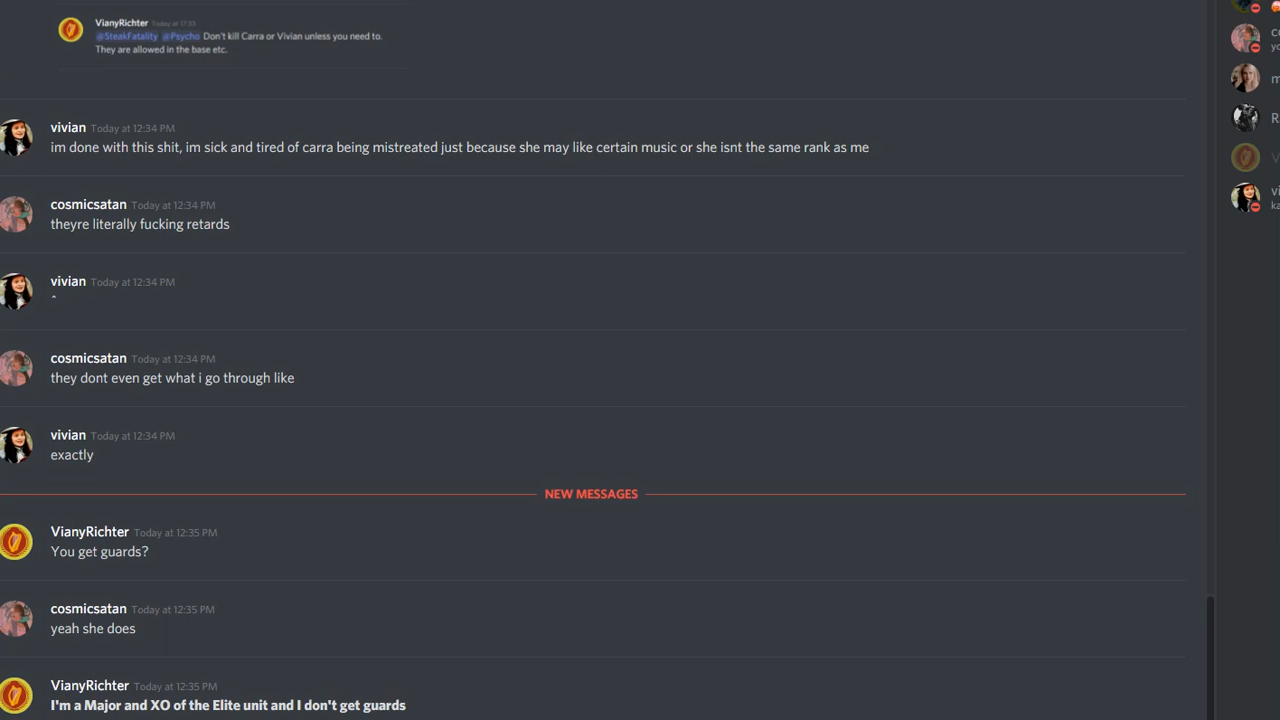 VianyRichter Today at 17:33
@SteakFatality @Psycho Don't kill Carra or Vivian unless you need to.
They are allowed in the base etc.
vivian Today at 12:34 PM
im done with this shit, im sick and tired of carra being mistreated just because she may like certain music or she isnt the same rank as me
cosmicsatan Today at 12:34 PM
theyre literally fucking retards
vivian Today at 12:34 PM
^
cosmicsatan Today at 12:34 PM
they dont even get what i go through like
vivian Today at 12:34 PM
exactly
NEW MESSAGES
VianyRichter Today at 12:35 PM
You get guards?
cosmicsatan Today at 12:35 PM
yeah she does
VianyRichter Today at 12:35 PM
I'm a Major and XO of the Elite unit and I don't get guards